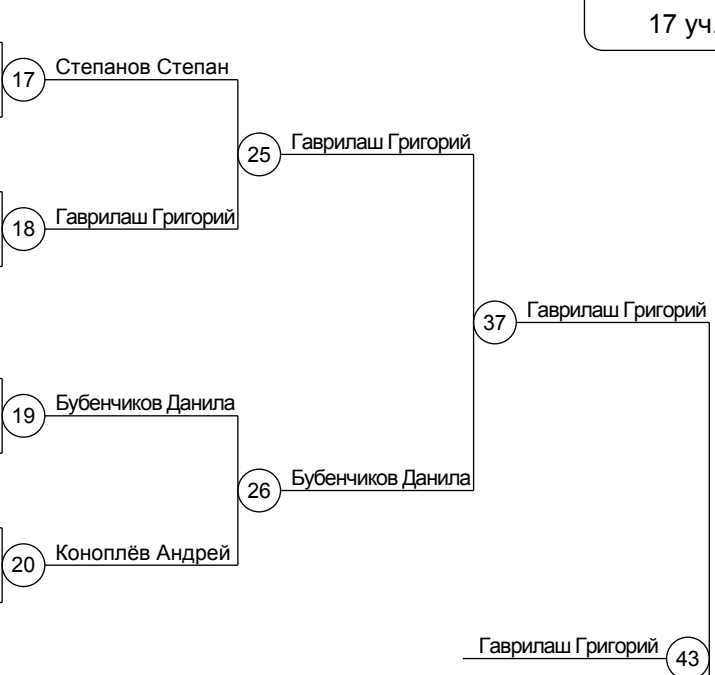 17 уч.
17 Степанов Степан
25 Гаврилаш Григорий
18 Гаврилаш Григорий
37 Гаврилаш Григорий
19 Бубенчиков Данила
26 Бубенчиков Данила
20 Коноплёв Андрей
Гаврилаш Григорий 43